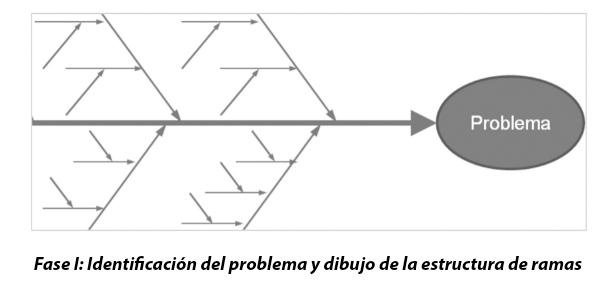 Problema
Fase I: Identificación del problema y dibujo de la estructura de ramas